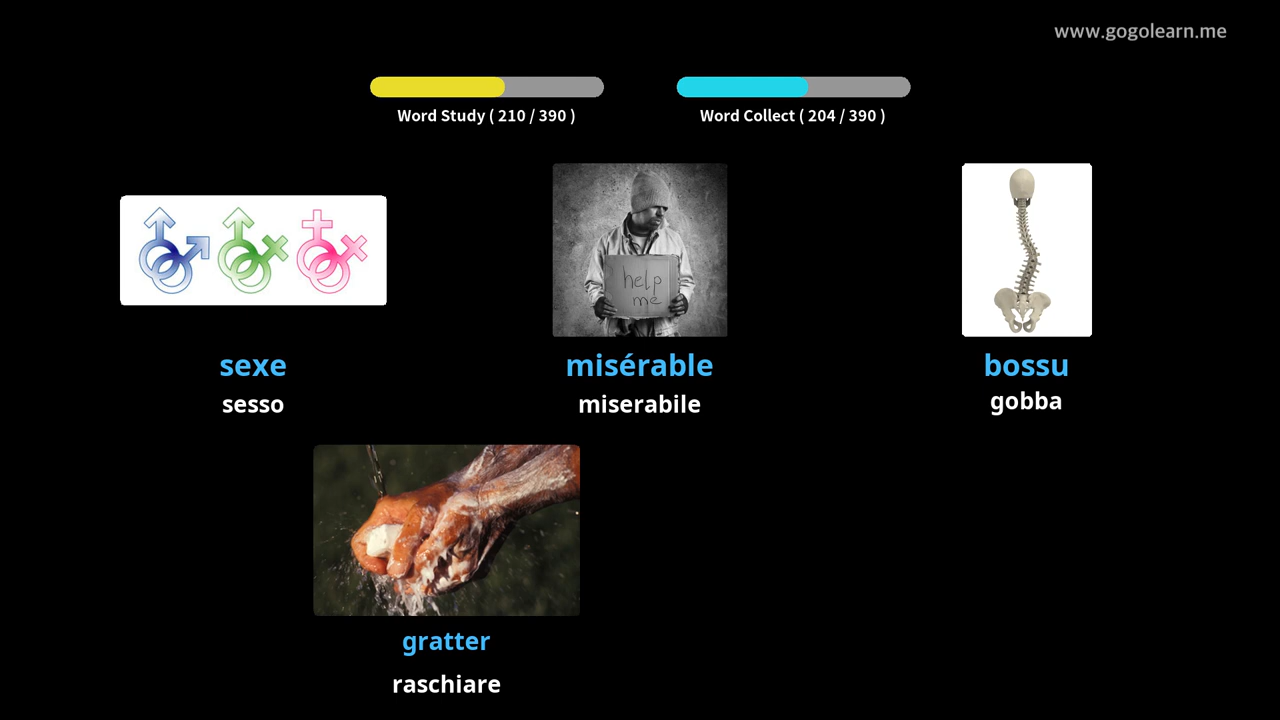 www.gogolearn.me
Word Study ( 210 / 390 )
Word Collect ( 204 / 390 )
help
me
sexe
misérable
bossu
sesso
miserabile
gobba
gratter
raschiare